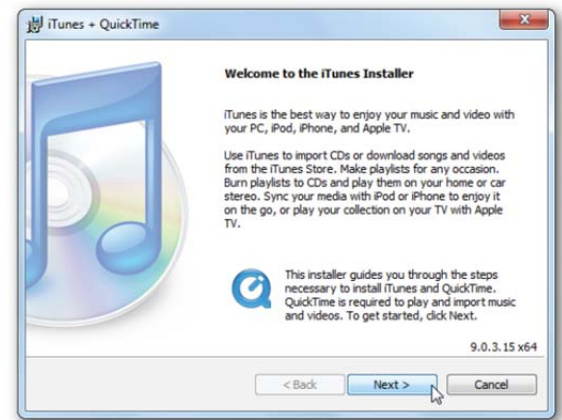 iTunes + QuickTime
Welcome to the iTunes Installer
iTunes is the best way to enjoy your music and video with
your PC, iPod, iPhone, and Apple TV.
Use iTunes to import CDs or download songs and videos
from the iTunes Store. Make playlists for any occasion.
Burn playlists to CDs and play them on your home or car
stereo. Sync your media with iPod or iPhone to enjoy it
on the go, or play your collection on your TV with Apple
TV.
This installer guides you through the steps
necessary to install iTunes and QuickTime.
QuickTime is required to play and import music
and videos. To get started, click Next.
9.0.3.15 x64
< Back Next > Cancel